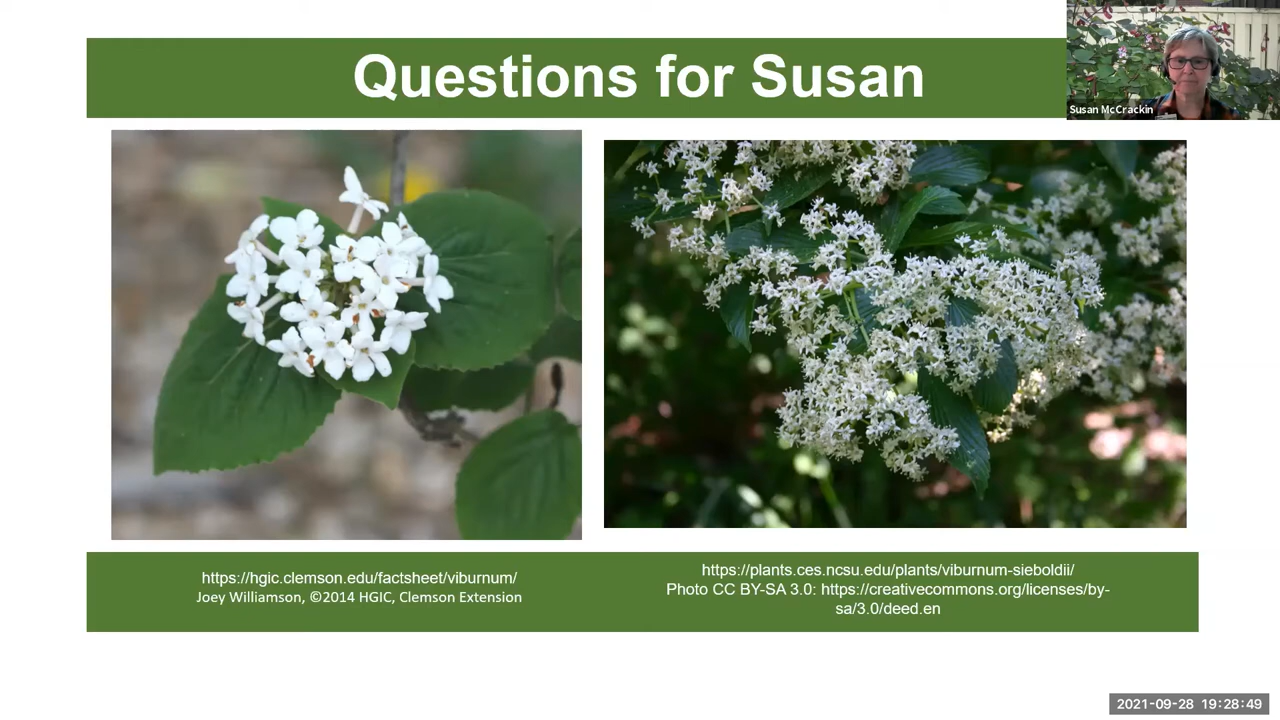 Questions for Susan
Susan McCrackin
https://hgic.clemson.edu/factsheet/viburnum/
Joey Williamson, ©2014 HGIC, Clemson Extension
https://plants.ces.ncsu.edu/plants/viburnum-sieboldii/
Photo CC BY-SA 3.0: https://creativecommons.org/licenses/by-
sa/3.0/deed.en
2021-09-28 19:28:49